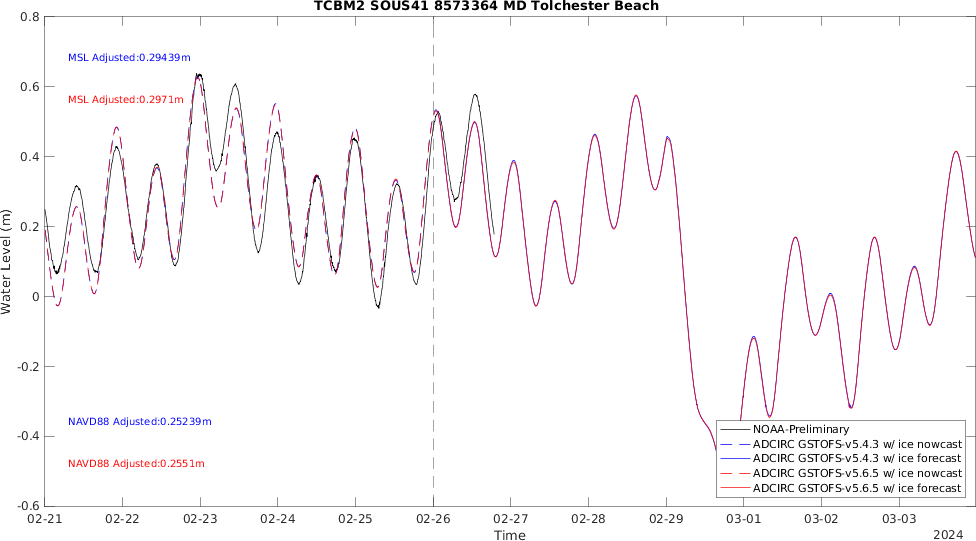 TCBM2 SOUS41 8573364 MD Tolchester Beach
0.8
0.6
0.4
0.2
0
-0.2
-0.4
-0.6
Water Level (m)
MSL Adjusted:0.29439m
MSL Adjusted:0.2971m
NAVD88 Adjusted:0.25239m
NAVD88 Adjusted:0.2551m
NOAA-Preliminary
ADCIRC GSTOFS-v5.4.3 w/ ice nowcast
ADCIRC GSTOFS-v5.4.3 w/ ice forecast
ADCIRC GSTOFS-v5.6.5 w/ ice nowcast
ADCIRC GSTOFS-v5.6.5 w/ ice forecast
02-21 02-22 02-23 02-24 02-25 02-26 02-27 02-28 02-29 03-01 03-02 03-03
Time
2024